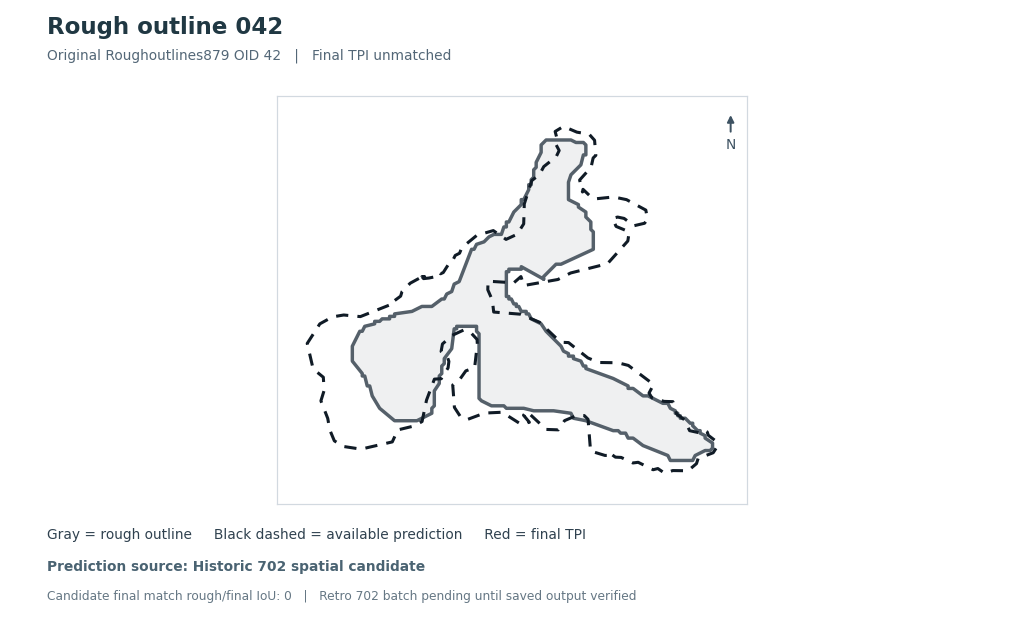 Rough outline 042
Original Roughoutlines879 OID 42   |   Final TPI unmatched
N
Gray = rough outline     Black dashed = available prediction     Red = final TPI
Prediction source: Historic 702 spatial candidate
Candidate final match rough/final IoU: 0   |   Retro 702 batch pending until saved output verified